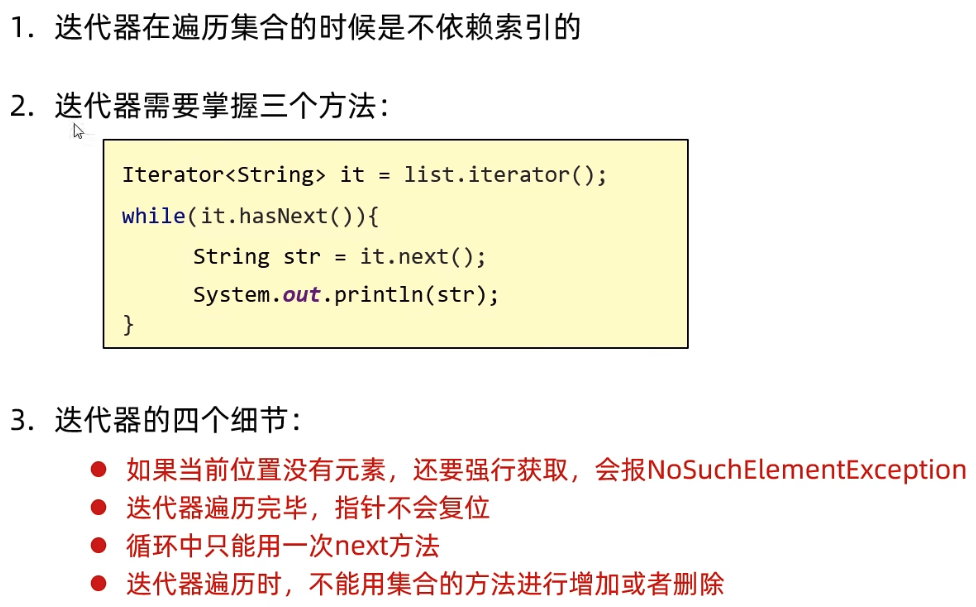 1. 迭代器在遍历集合的时候是不依赖索引的
2. 迭代器需要掌握三个方法：
Iterator<String> it = list.iterator();
while(it.hasNext()){
String str = it.next();
System.out.println(str);
}
3. 迭代器的四个细节：
● 如果当前位置没有元素，还要强行获取，会报NoSuchElementException
● 迭代器遍历完毕，指针不会复位
● 循环中只能用一次next方法
● 迭代器遍历时，不能用集合的方法进行增加或者删除